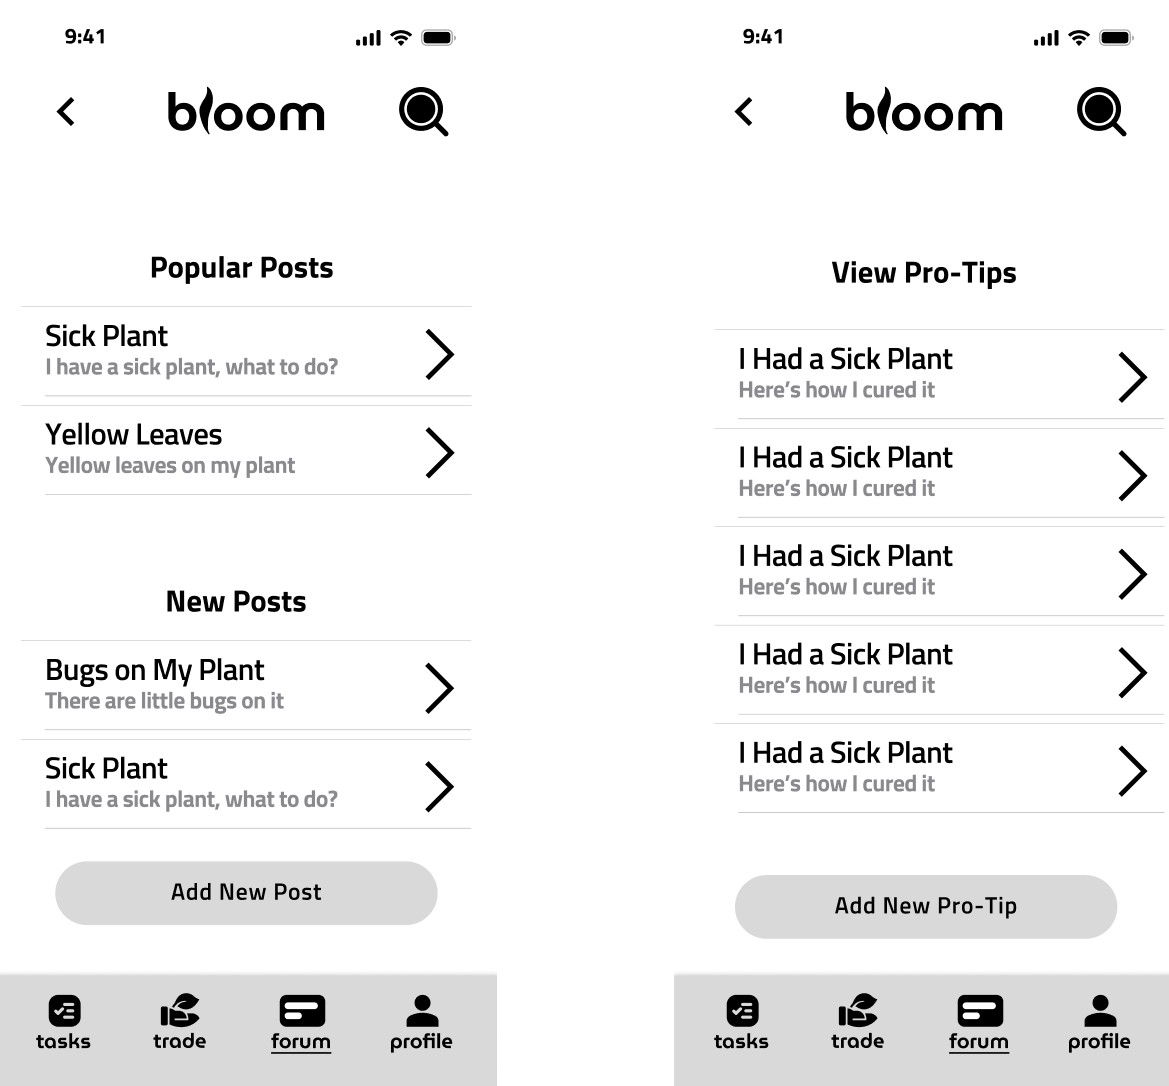 9:41
bloom
Popular Posts
Sick Plant
I have a sick plant, what to do?
Yellow Leaves
Yellow leaves on my plant
New Posts
Bugs on My Plant
There are little bugs on it
Sick Plant
I have a sick plant, what to do?
Add New Post
tasks trade forum profile
9:41
bloom
View Pro-Tips
I Had a Sick Plant
Here’s how I cured it
I Had a Sick Plant
Here’s how I cured it
I Had a Sick Plant
Here’s how I cured it
I Had a Sick Plant
Here’s how I cured it
I Had a Sick Plant
Here’s how I cured it
Add New Pro-Tip
tasks trade forum profile